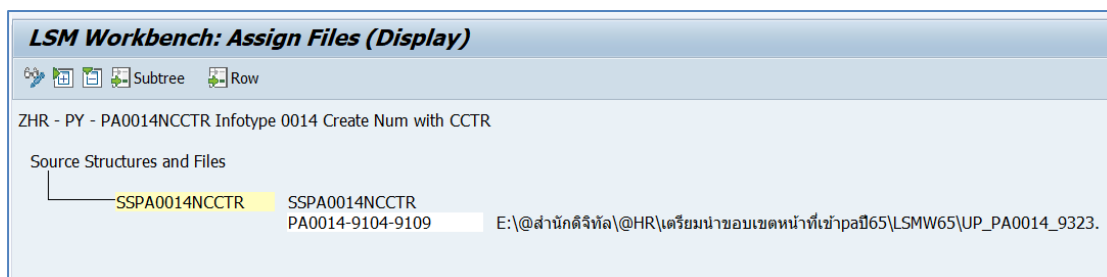 LSM Workbench: Assign Files (Display)
Subtree Row
ZHR - PY - PA0014NCCTR Infotype 0014 Create Num with CCTR
Source Structures and Files
SSPA0014NCCTR SSPA0014NCCTR
PA0014-9104-9109 E:\@สำนักดิจิทัล\@HR\เตรียมนำขอบเขตหน้าที่เข้าpaปี65\LSMW65\UP_PA0014_9323.